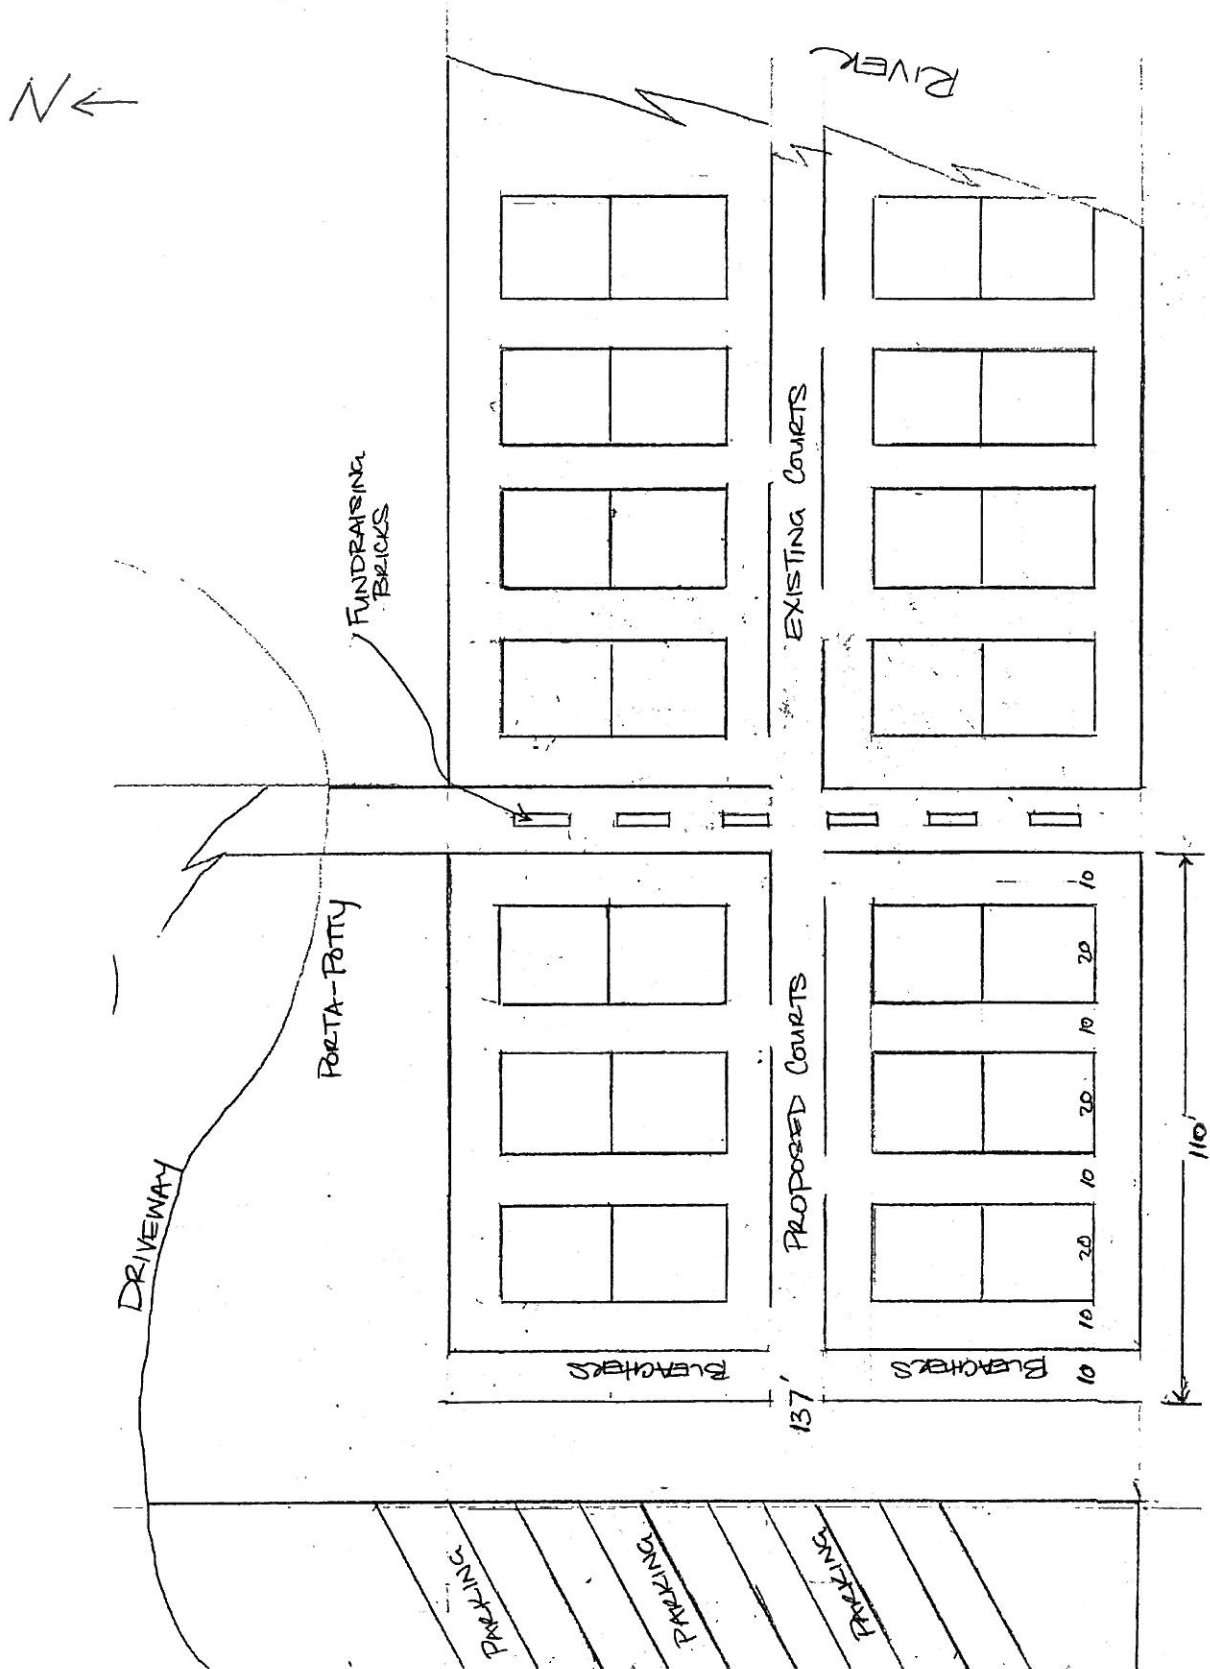 N
RIVER
FUNDRAISING
BRICKS
EXISTING COURTS
PORTA-POTTY
DRIVEWAY
PROPOSED COURTS
10
20
10
20
10
20
10
10
110'
BLEACHERS
BLEACHERS
137'
PARKING
PARKING
PARKING